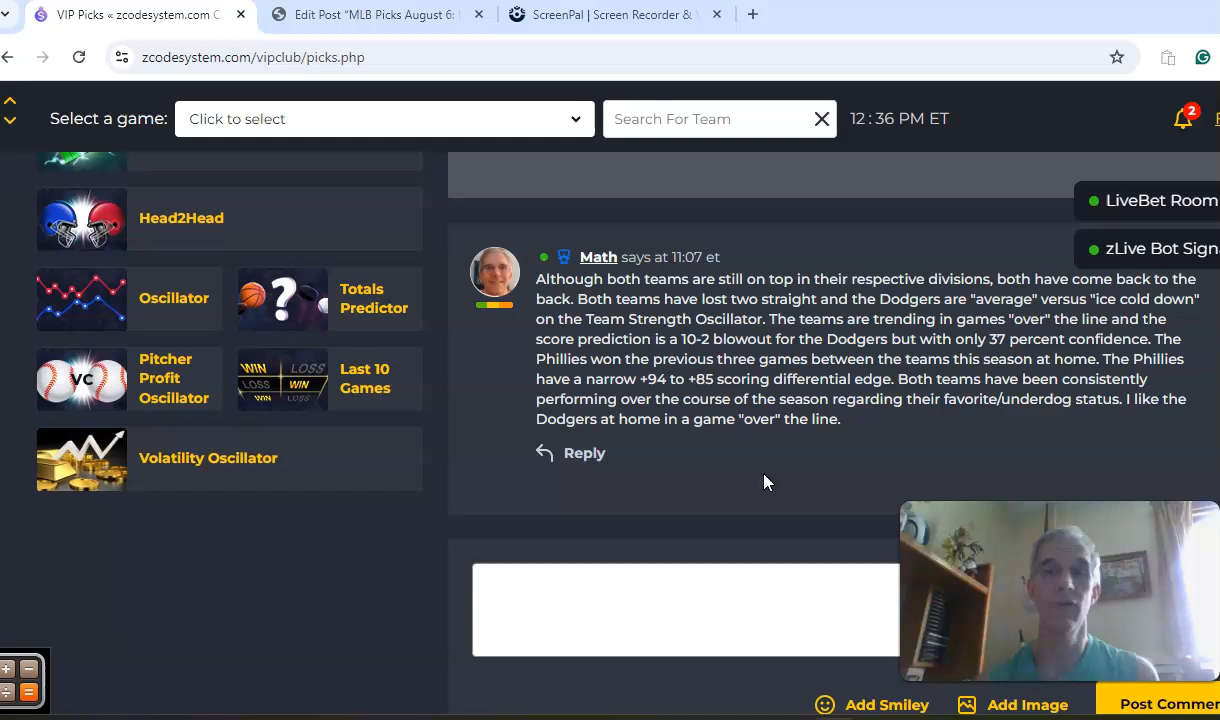 VIP Picks « zcodesystem.com C
Edit Post “MLB Picks August 6:
ScreenPal | Screen Recorder &
zcodesystem.com/vipclub/picks.php
Select a game:
Click to select
Search For Team
12 : 36 PM ET
2
Head2Head
Oscillator
Totals
Predictor
Pitcher
Profit
Oscillator
VC
WIN
LOSS
LOSS
WIN
WIN
LOSS
Last 10
Games
Volatility Oscillator
LiveBet Room
zLive Bot Signa
Math says at 11:07 et
Although both teams are still on top in their respective divisions, both have come back to the
back. Both teams have lost two straight and the Dodgers are "average" versus "ice cold down"
on the Team Strength Oscillator. The teams are trending in games "over" the line and the
score prediction is a 10-2 blowout for the Dodgers but with only 37 percent confidence. The
Phillies won the previous three games between the teams this season at home. The Phillies
have a narrow +94 to +85 scoring differential edge. Both teams have been consistently
performing over the course of the season regarding their favorite/underdog status. I like the
Dodgers at home in a game "over" the line.
Reply
Add Smiley
Add Image
Post Commer